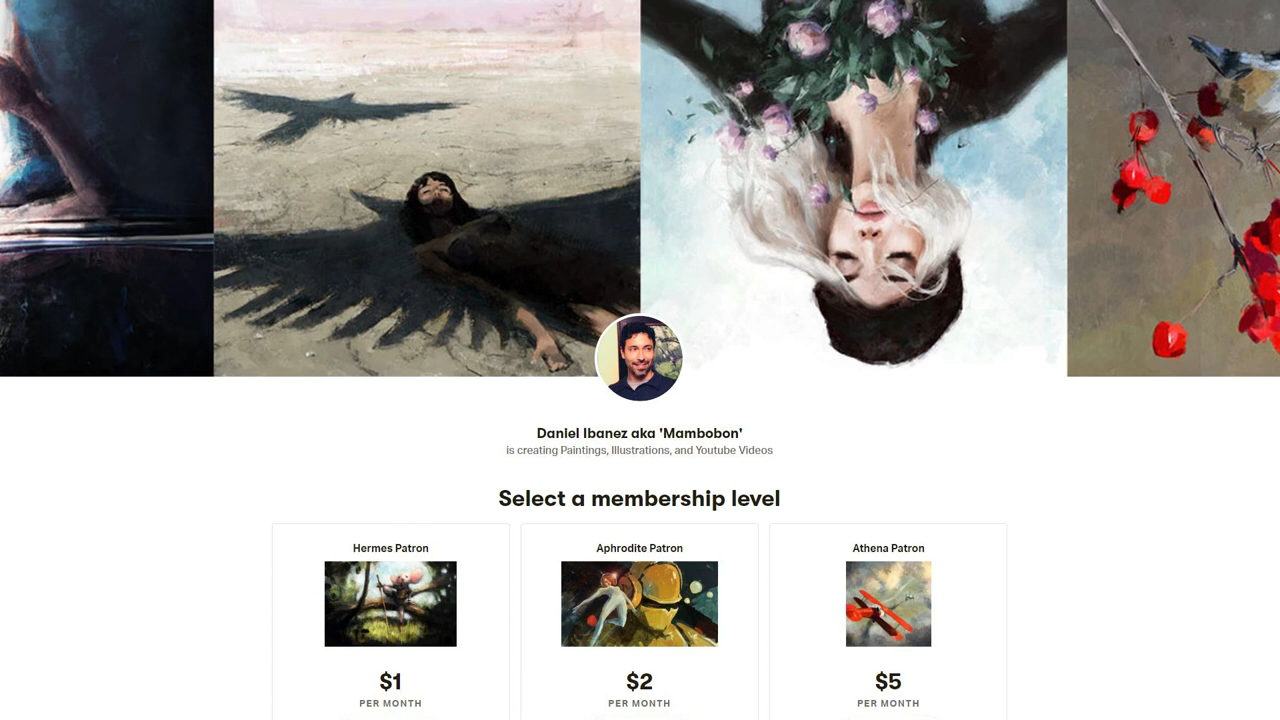 Daniel Ibanez aka 'Mambobon'
is creating Paintings, Illustrations, and Youtube Videos
Select a membership level
Hermes Patron
Aphrodite Patron
Athena Patron
$1
$2
$5
PER MONTH
PER MONTH
PER MONTH